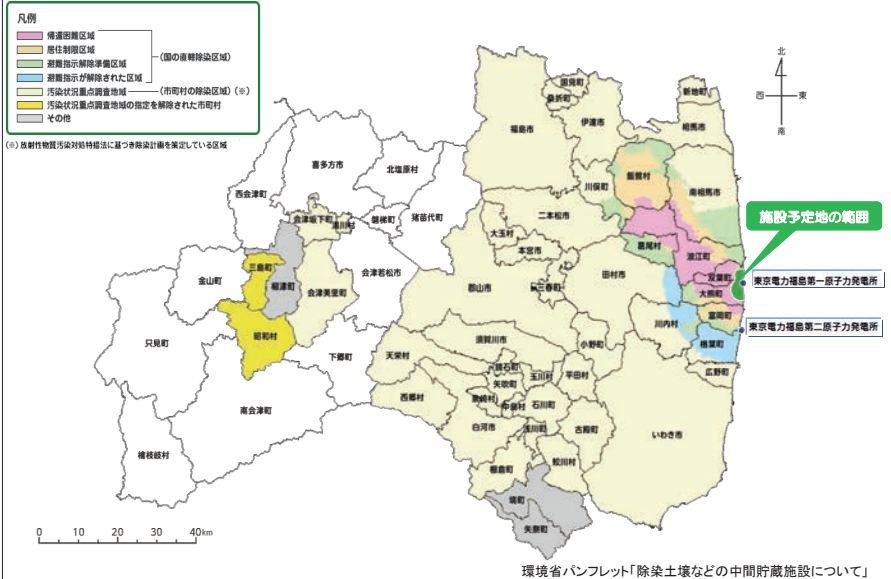 凡例
帰還困難区域
居住制限区域
(国の直轄除染区域)
避難指示解除準備区域
避難指示が解除された区域
汚染状況重点調査地域
(市町村の除染区域)(※)
汚染状況重点調査地域の指定を解除された市町村
その他
(※) 放射性物質汚染対処特措法に基づき除染計画を策定している区域
北
西
東
南
国見町
桑折町
新地町
福島市
伊達市
相馬市
喜多方市
北塩原村
飯舘村
西会津町
川俣町
南相馬市
磐梯町
猪苗代町
二本松市
会津坂下町
湯川村
大玉村
施設予定地の範囲
本宮市
葛尾村
浪江町
三島町
会津若松市
金山町
柳津町
会津美里町
郡山市
三春町
田村市
双葉町
東京電力福島第一原子力発電所
大熊町
富岡町
川内村
東京電力福島第二原子力発電所
昭和村
只見町
須賀川市
小野町
楢葉町
下郷町
天栄村
鏡石町
広野町
矢吹町
玉川村
平田村
西郷村
泉崎村
中島村
石川町
南会津町
白河市
浅川町
古殿町
いわき市
檜枝岐村
棚倉町
鮫川村
塙町
矢祭町
0 10 20 30 40km
環境省パンフレット「除染土壌などの中間貯蔵施設について」